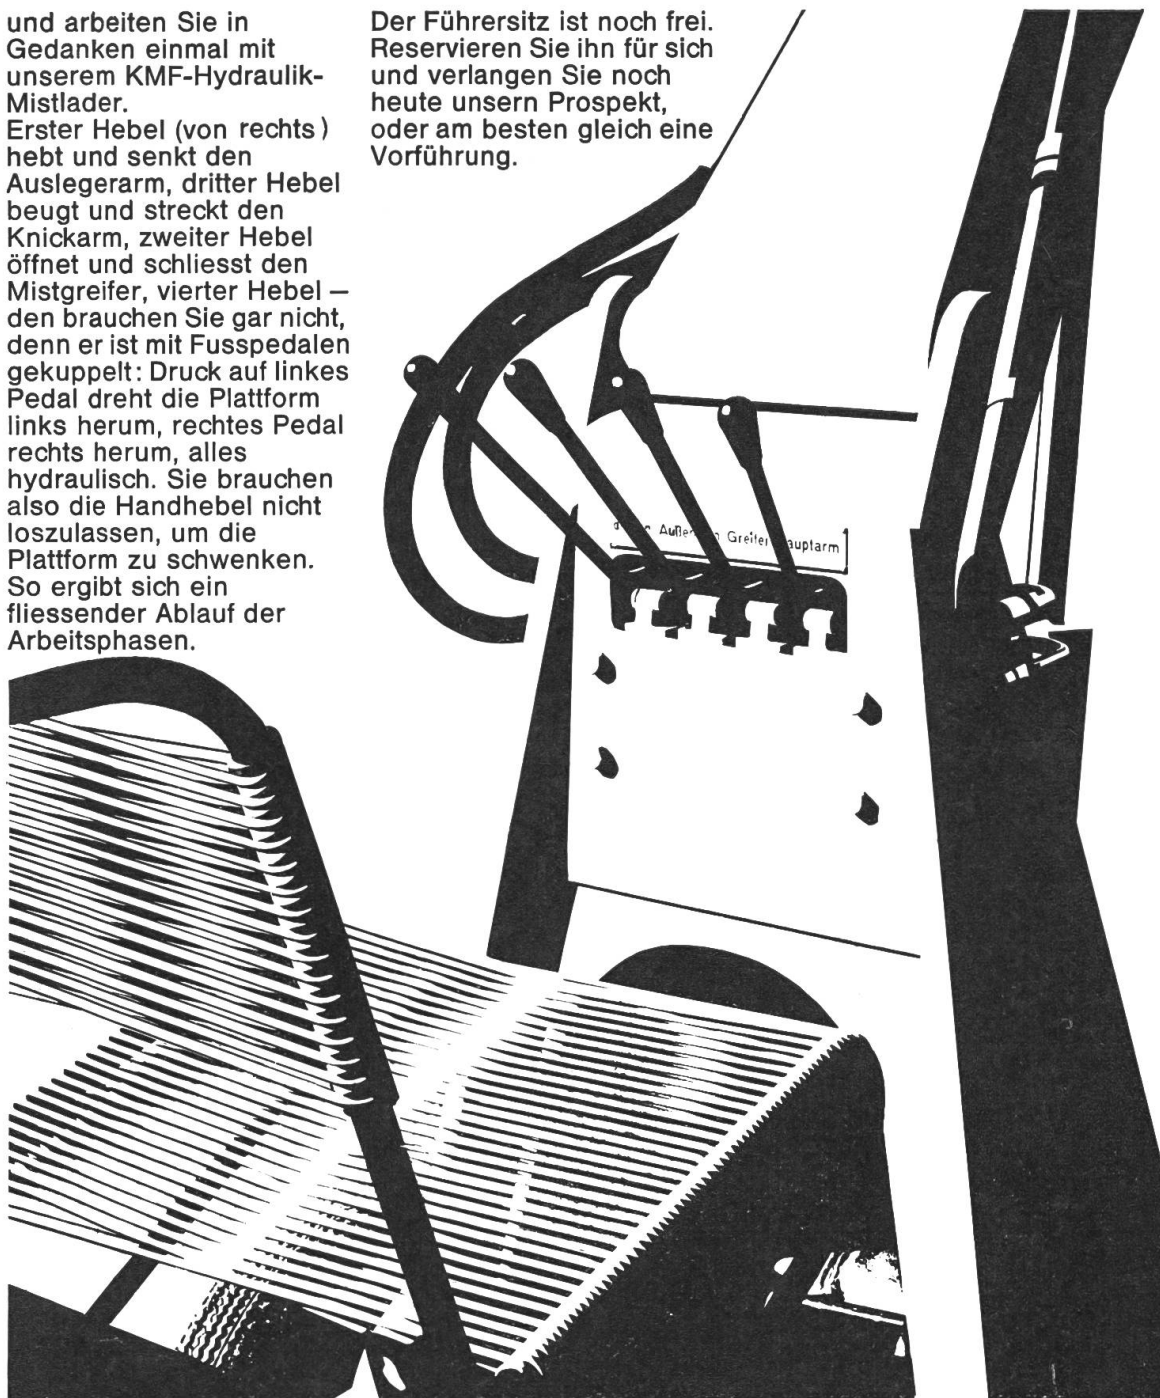 und arbeiten Sie in
Gedanken einmal mit
unserem KMF-Hydraulik-
Mistlader.
Erster Hebel (von rechts)
hebt und senkt den
Auslegerarm, dritter Hebel
beugt und streckt den
Knickarm, zweiter Hebel
öffnet und schliesst den
Mistgreifer, vierter Hebel –
den brauchen Sie gar nicht,
denn er ist mit Fusspedalen
gekuppelt: Druck auf linkes
Pedal dreht die Plattform
links herum, rechtes Pedal
rechts herum, alles
hydraulisch. Sie brauchen
also die Handhebel nicht
loszulassen, um die
Plattform zu schwenken.
So ergibt sich ein
fliessender Ablauf der
Arbeitsphasen.
Der Führersitz ist noch frei.
Reservieren Sie ihn für sich
und verlangen Sie noch
heute unsern Prospekt,
oder am besten gleich eine
Vorführung.